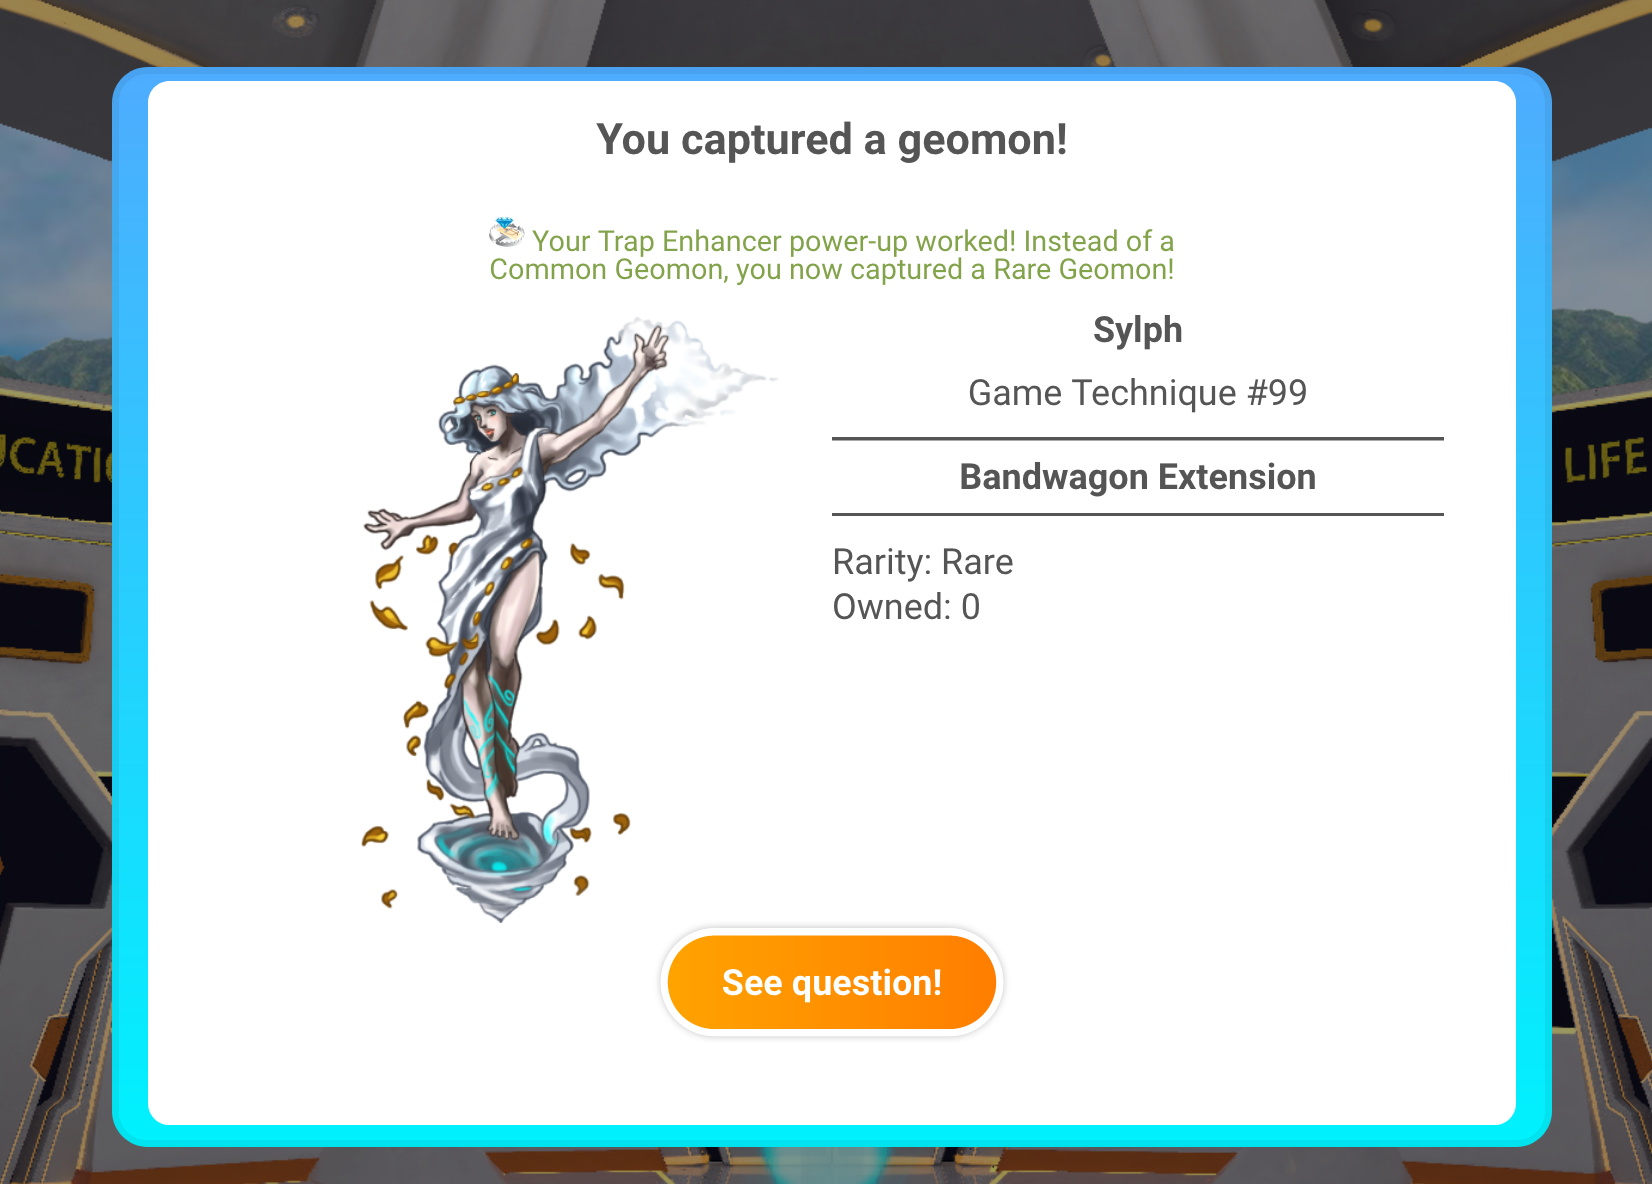 You captured a geomon!
Your Trap Enhancer power-up worked! Instead of a
Common Geomon, you now captured a Rare Geomon!
Sylph
Game Technique #99
Bandwagon Extension
Rarity: Rare
Owned: 0
UCATIO
LIFE
See question!